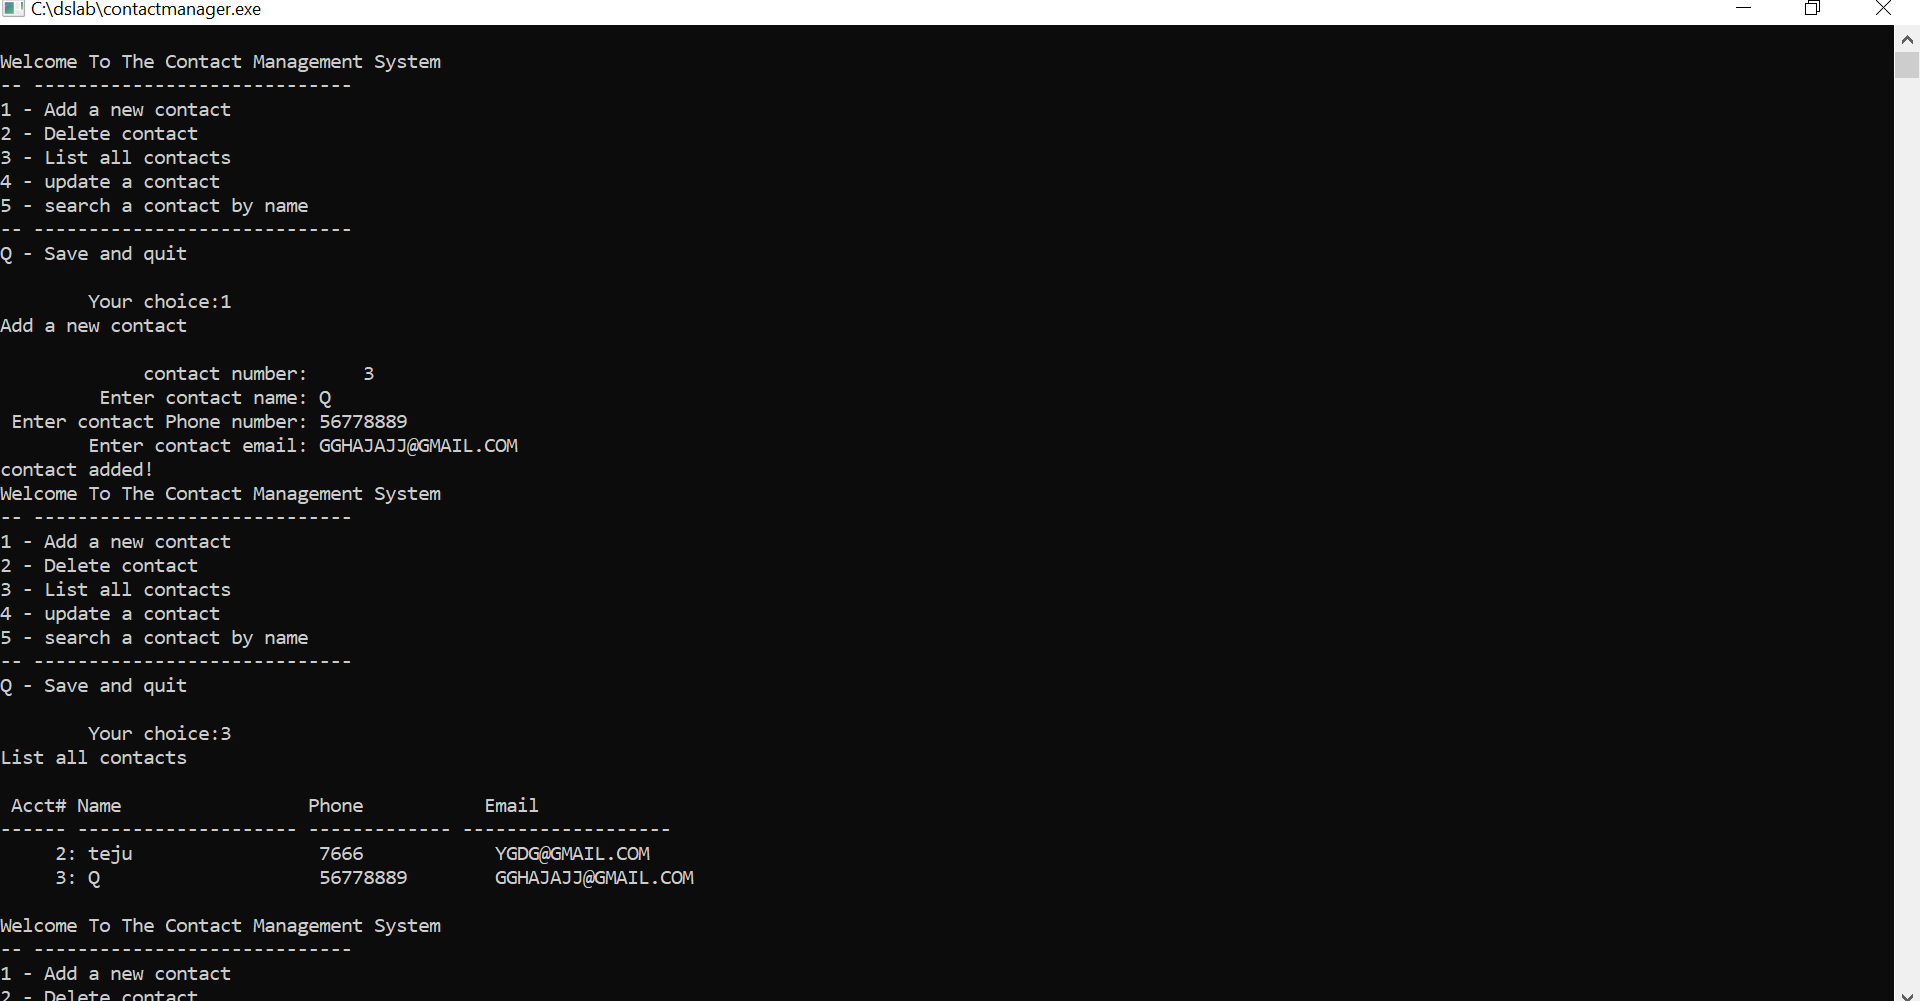 C:\dslab\contactmanager.exe
Welcome To The Contact Management System
-- -----------------------------
1 - Add a new contact
2 - Delete contact
3 - List all contacts
4 - update a contact
5 - search a contact by name
-- -----------------------------
Q - Save and quit
Your choice:1
Add a new contact
contact number:     3
Enter contact name: Q
Enter contact Phone number: 56778889
Enter contact email: GGHAJAJJ@GMAIL.COM
contact added!
Welcome To The Contact Management System
-- -----------------------------
1 - Add a new contact
2 - Delete contact
3 - List all contacts
4 - update a contact
5 - search a contact by name
-- -----------------------------
Q - Save and quit
Your choice:3
List all contacts
Acct# Name                 Phone           Email
------ -------------------- ------------- -------------------
2: teju                 7666            YGDG@GMAIL.COM
3: Q                    56778889        GGHAJAJJ@GMAIL.COM
Welcome To The Contact Management System
-- -----------------------------
1 - Add a new contact
2 - Delete contact